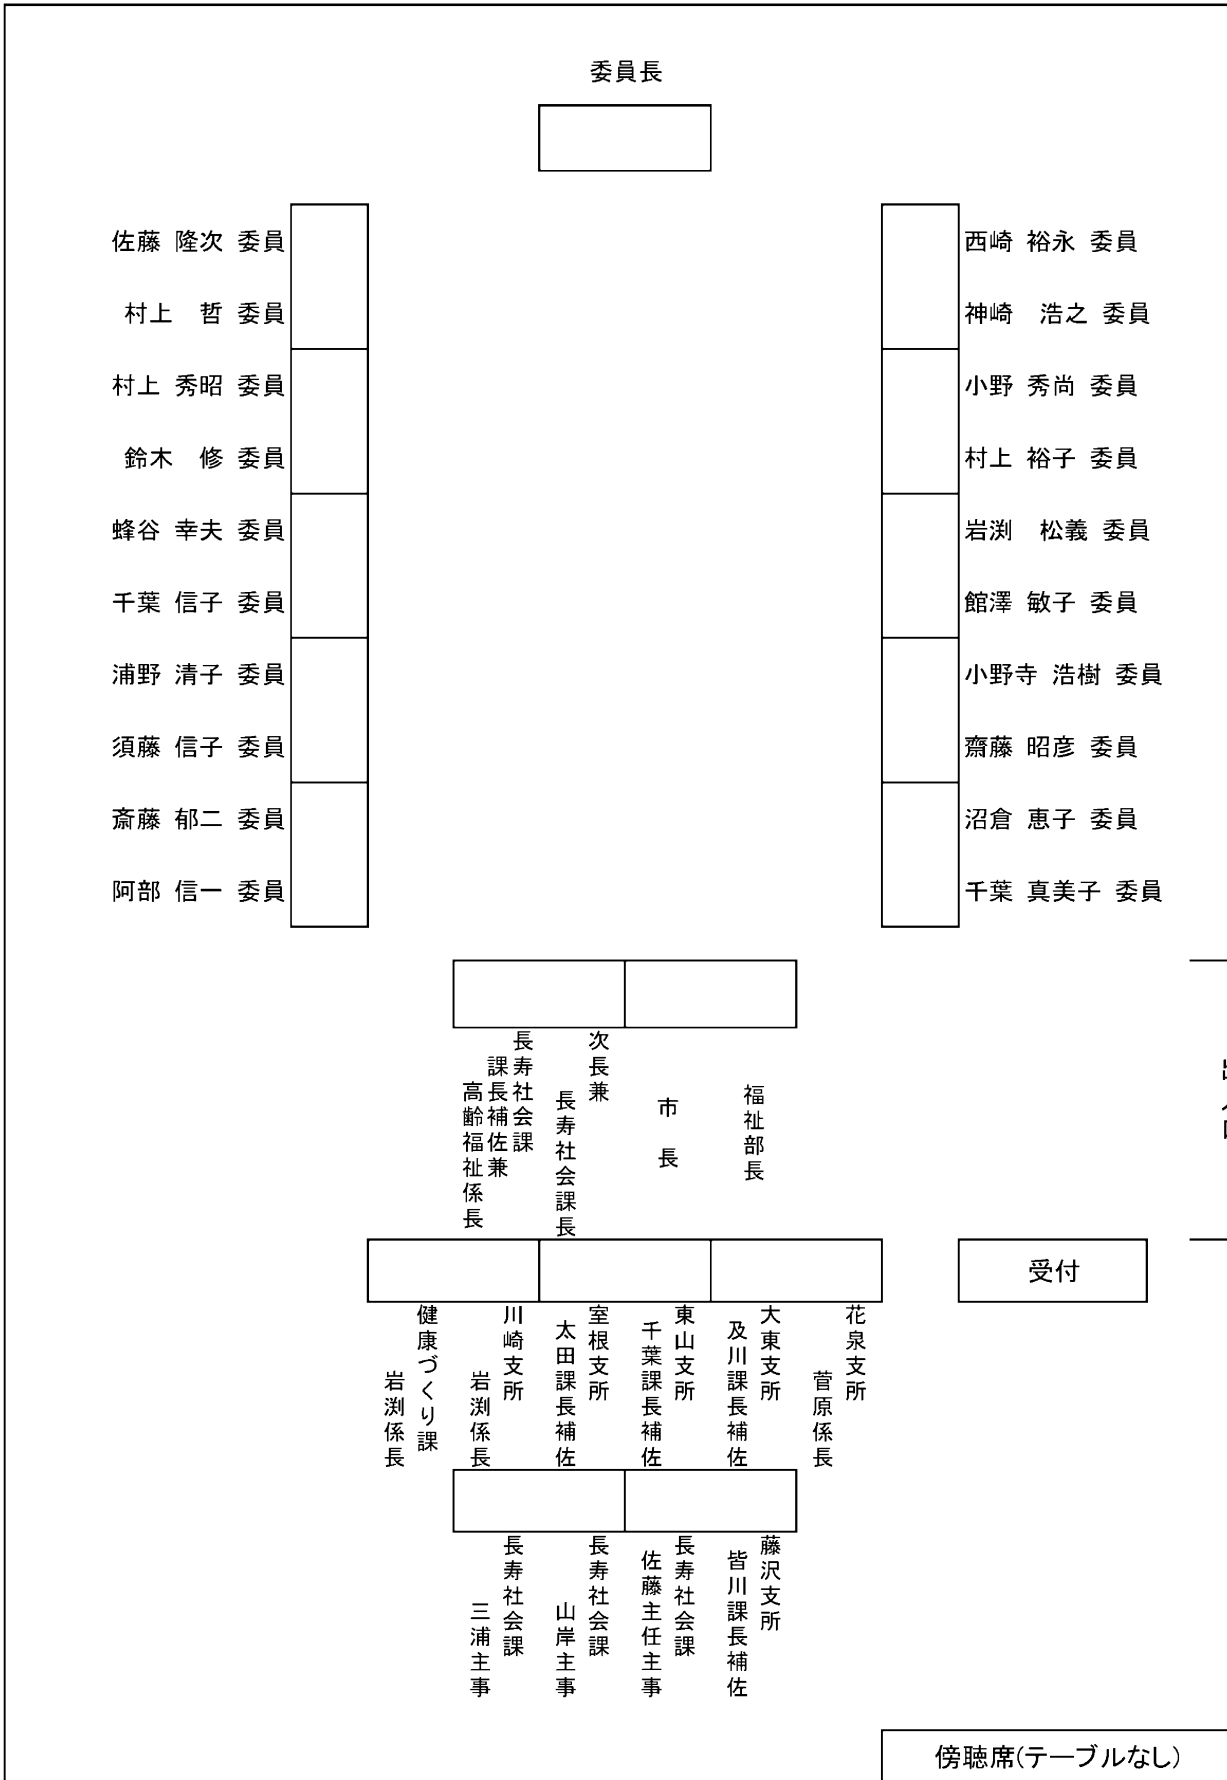 委員長
佐藤 隆次 委員
村上　哲 委員
村上 秀昭 委員
鈴木　修 委員
蜂谷 幸夫 委員
千葉 信子 委員
浦野 清子 委員
須藤 信子 委員
斎藤 郁二 委員
阿部 信一 委員
西崎 裕永 委員
神崎　浩之 委員
小野 秀尚 委員
村上 裕子 委員
岩渕　松義 委員
館澤 敏子 委員
小野寺 浩樹 委員
齋藤 昭彦 委員
沼倉 恵子 委員
千葉 真美子 委員
福祉部長
市　長
次長兼
長寿社会課長
長寿社会課
課長補佐兼
高齢福祉係長
受付
花泉支所
菅原係長
大東支所
及川課長補佐
東山支所
千葉課長補佐
室根支所
太田課長補佐
川崎支所
岩渕係長
健康づくり課
岩渕係長
藤沢支所
皆川課長補佐
長寿社会課
佐藤主任主事
長寿社会課
山岸主事
長寿社会課
三浦主事
傍聴席(テーブルなし)